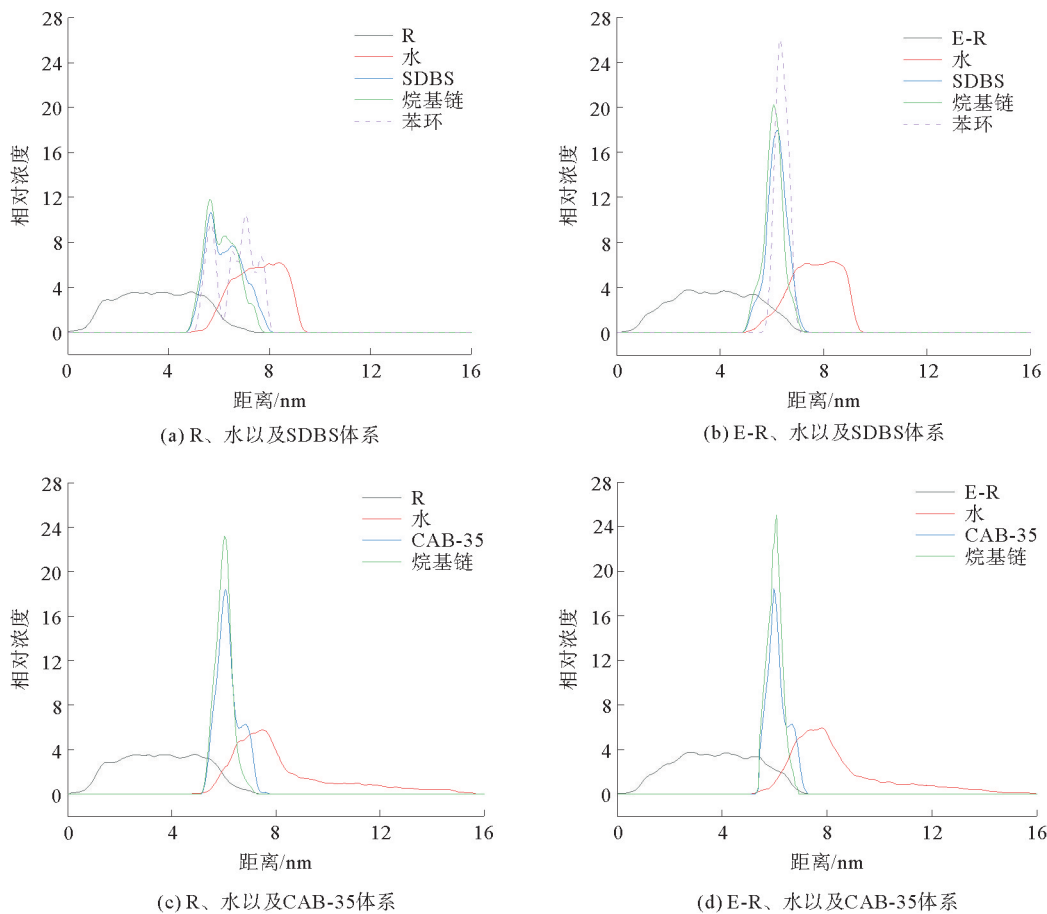 28
24
20
16
12
8
4
0
相对浓度
R
水
SDBS
烷基链
苯环
0 4 8 12 16
距离/nm
(a) R、水以及SDBS体系
28
24
20
16
12
8
4
0
相对浓度
E-R
水
SDBS
烷基链
苯环
0 4 8 12 16
距离/nm
(b) E-R、水以及SDBS体系
28
24
20
16
12
8
4
0
相对浓度
R
水
CAB-35
烷基链
0 4 8 12 16
距离/nm
(c) R、水以及CAB-35体系
28
24
20
16
12
8
4
0
相对浓度
E-R
水
CAB-35
烷基链
0 4 8 12 16
距离/nm
(d) E-R、水以及CAB-35体系